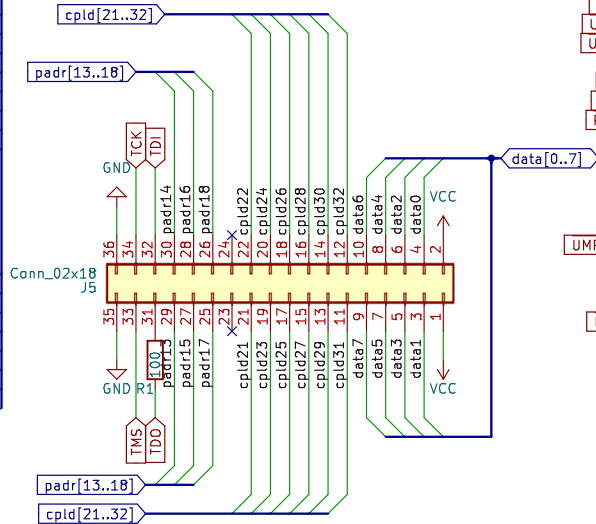 cpld[21..32]
padr[13..18]
TCK
TDI
GND
padr14
padr16
padr18
cpld22
cpld24
cpld26
cpld28
cpld30
cpld32
data6
data4
data2
data0
VCC
data[0..7]
36
34
32
30
28
26
24
22
20
18
16
14
12
10
8
6
4
2
UMF
Conn_02x18
J5
35
33
31
29
27
25
23
21
19
17
15
13
11
9
7
5
3
1
100
padr13
padr15
padr17
cpld21
cpld23
cpld25
cpld27
cpld29
cpld31
data7
data5
data3
data1
VCC
GND
R1
TMS
TDO
padr[13..18]
cpld[21..32]